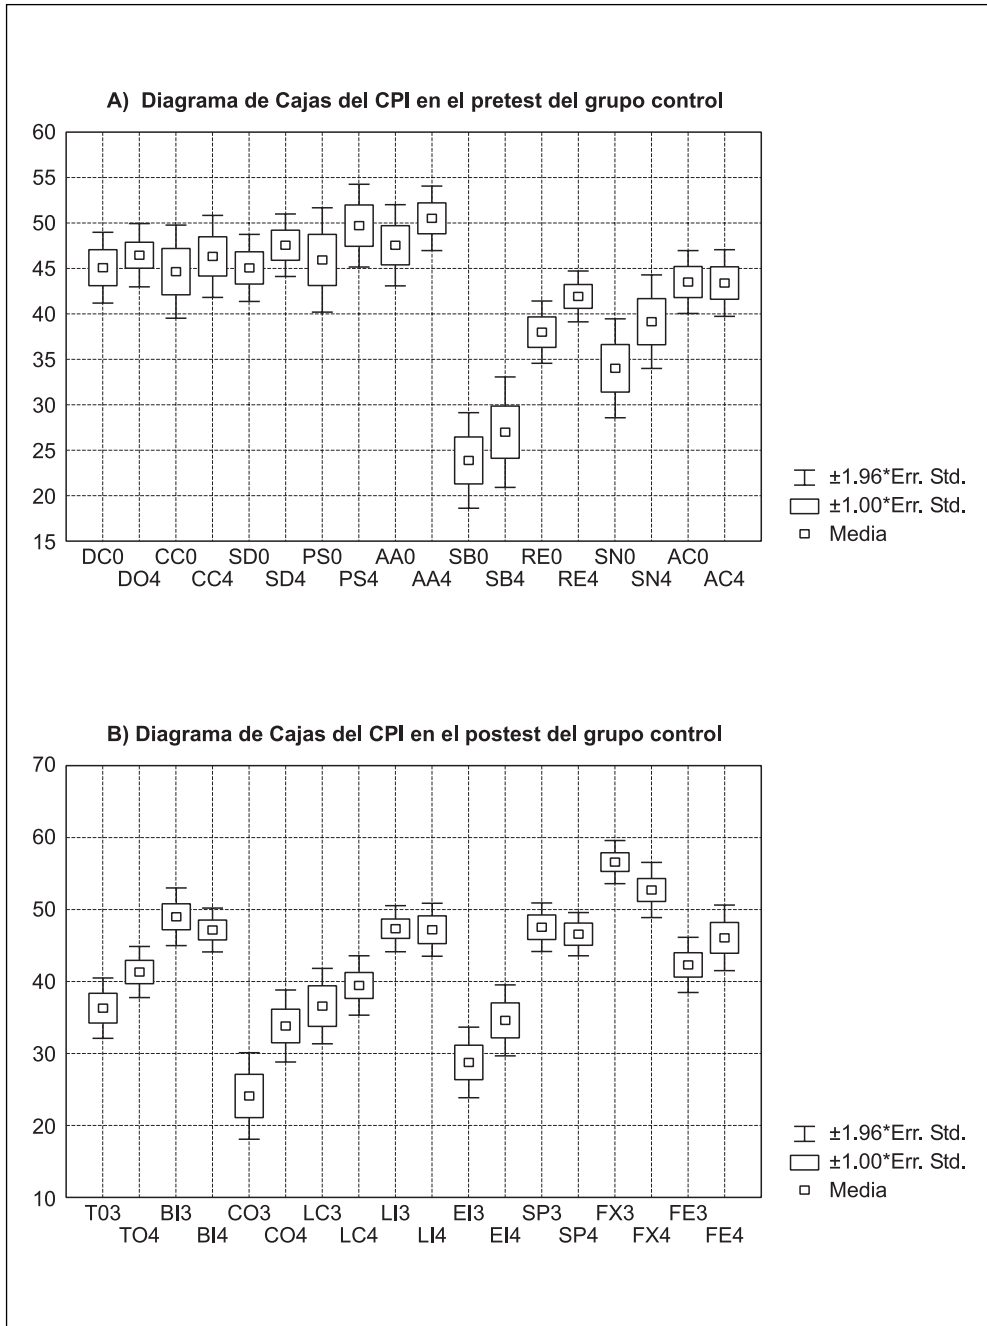 A) Diagrama de Cajas del CPI en el pretest del grupo control
60
55
50
45
40
35
30
25
20
15
DC0 CC0 SD0 PS0 AA0 SB0 RE0 SN0 AC0
DO4 CC4 SD4 PS4 AA4 SB4 RE4 SN4 AC4
±1.96*Err. Std.
±1.00*Err. Std.
Media
B) Diagrama de Cajas del CPI en el postest del grupo control
70
60
50
40
30
20
10
T03 BI3 CO3 LC3 LI3 EI3 SP3 FX3 FE3
TO4 BI4 CO4 LC4 LI4 EI4 SP4 FX4 FE4
±1.96*Err. Std.
±1.00*Err. Std.
Media